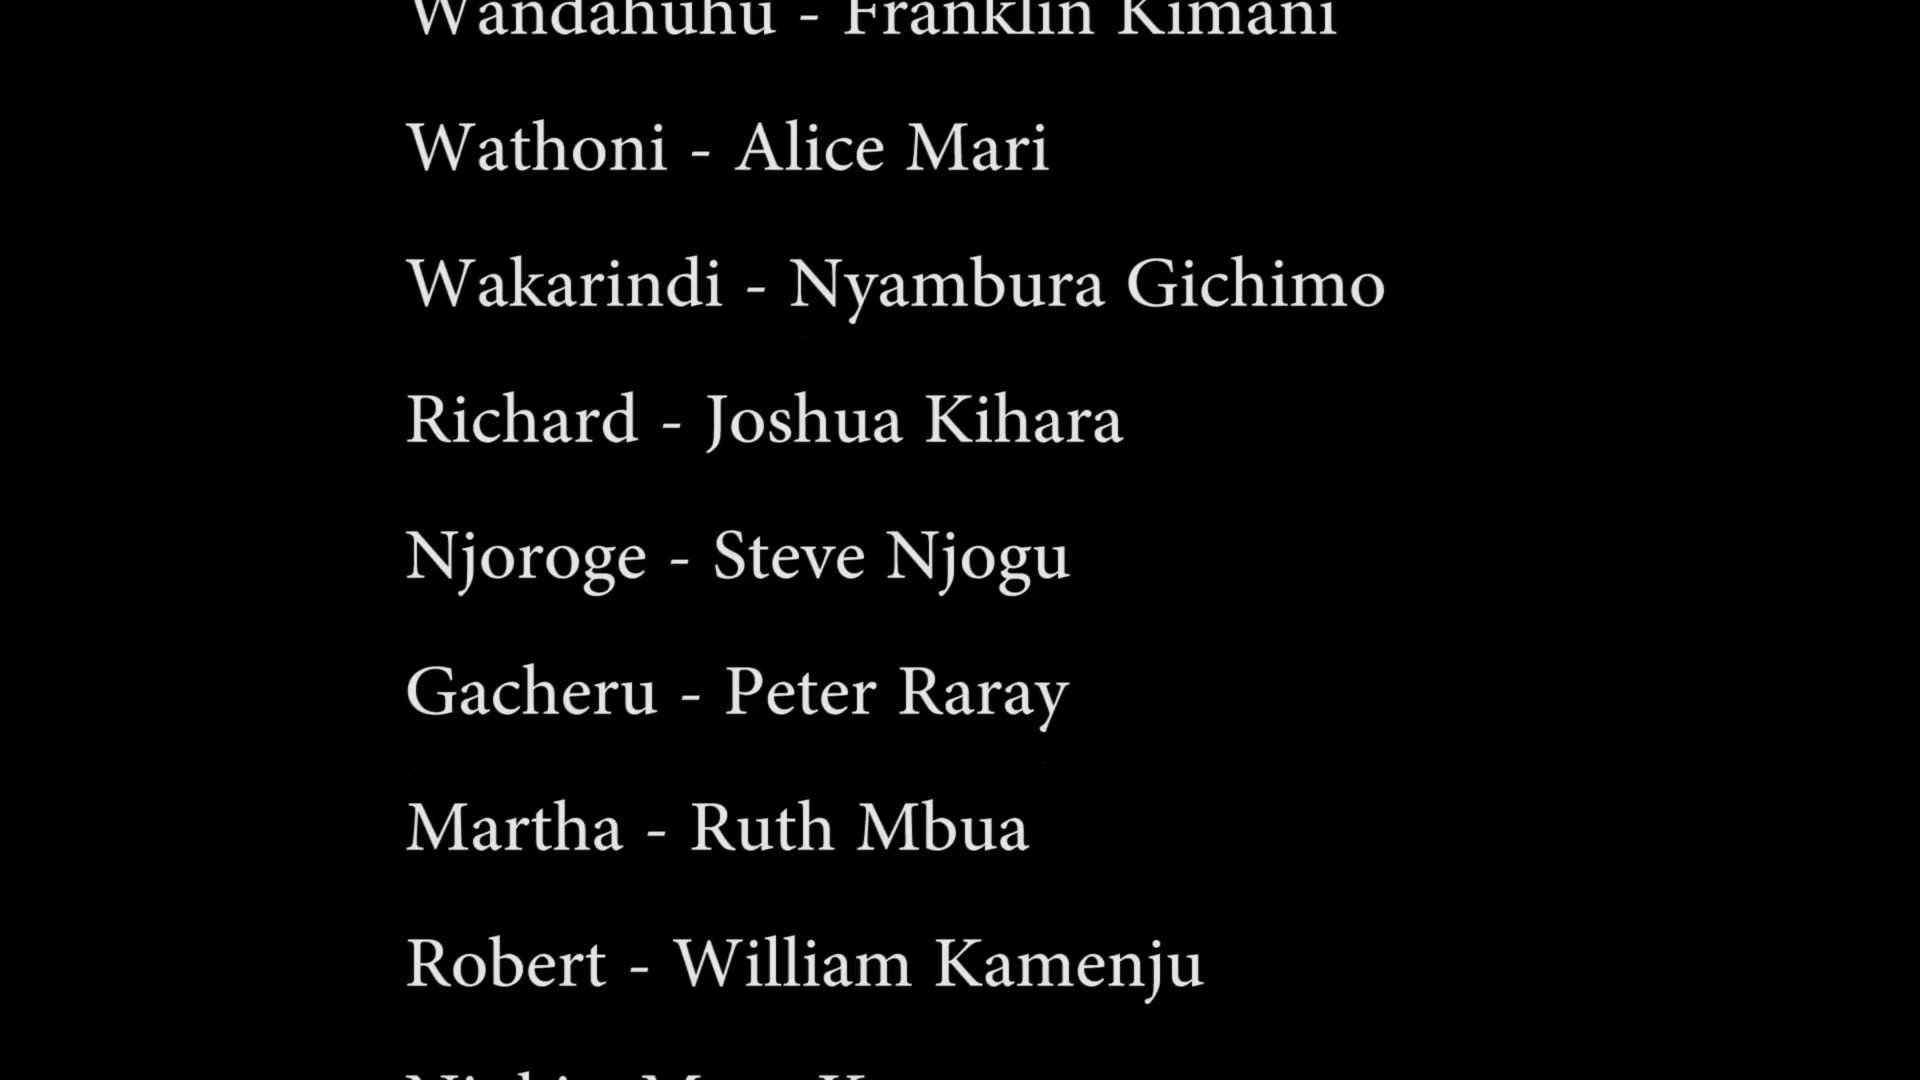 Wandahuhu - Franklin Kimani
Wathoni - Alice Mari
Wakarindi - Nyambura Gichimo
Richard - Joshua Kihara
Njoroge - Steve Njogu
Gacheru - Peter Raray
Martha - Ruth Mbua
Robert - William Kamenju